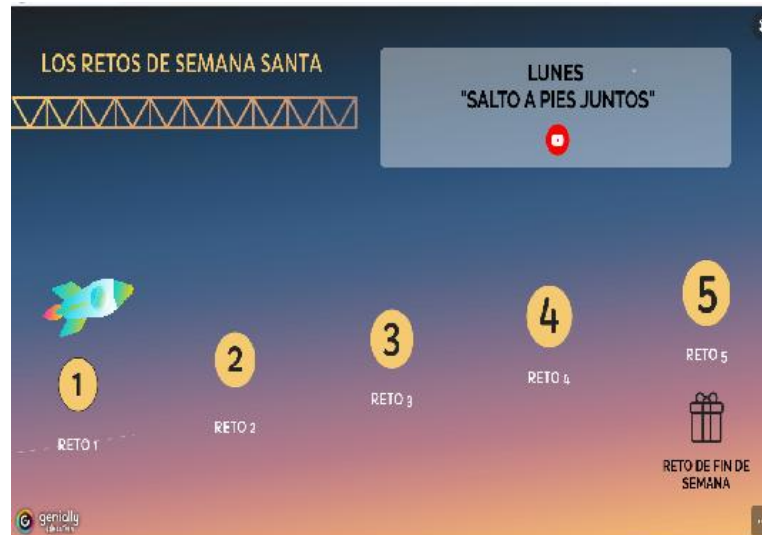 LOS RETOS DE SEMANA SANTA
LUNES
"SALTO A PIES JUNTOS"
1
RETO 1
2
RETO 2
3
RETO 3
4
RETO 4
5
RETO 5
RETO DE FIN DE
SEMANA
genially